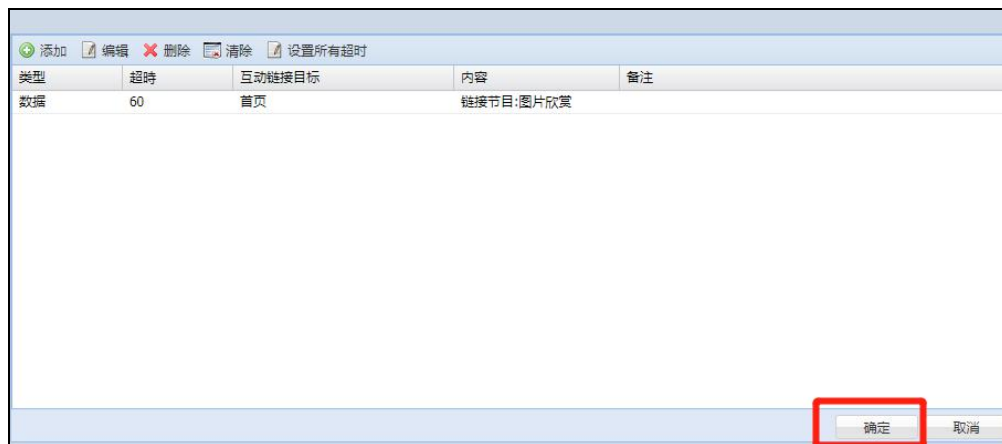 添加 编辑 删除 清除 设置所有超时
类型 超時 互动链接目标 内容 备注
数据 60 首页 链接节目:图片欣赏
确定 取消